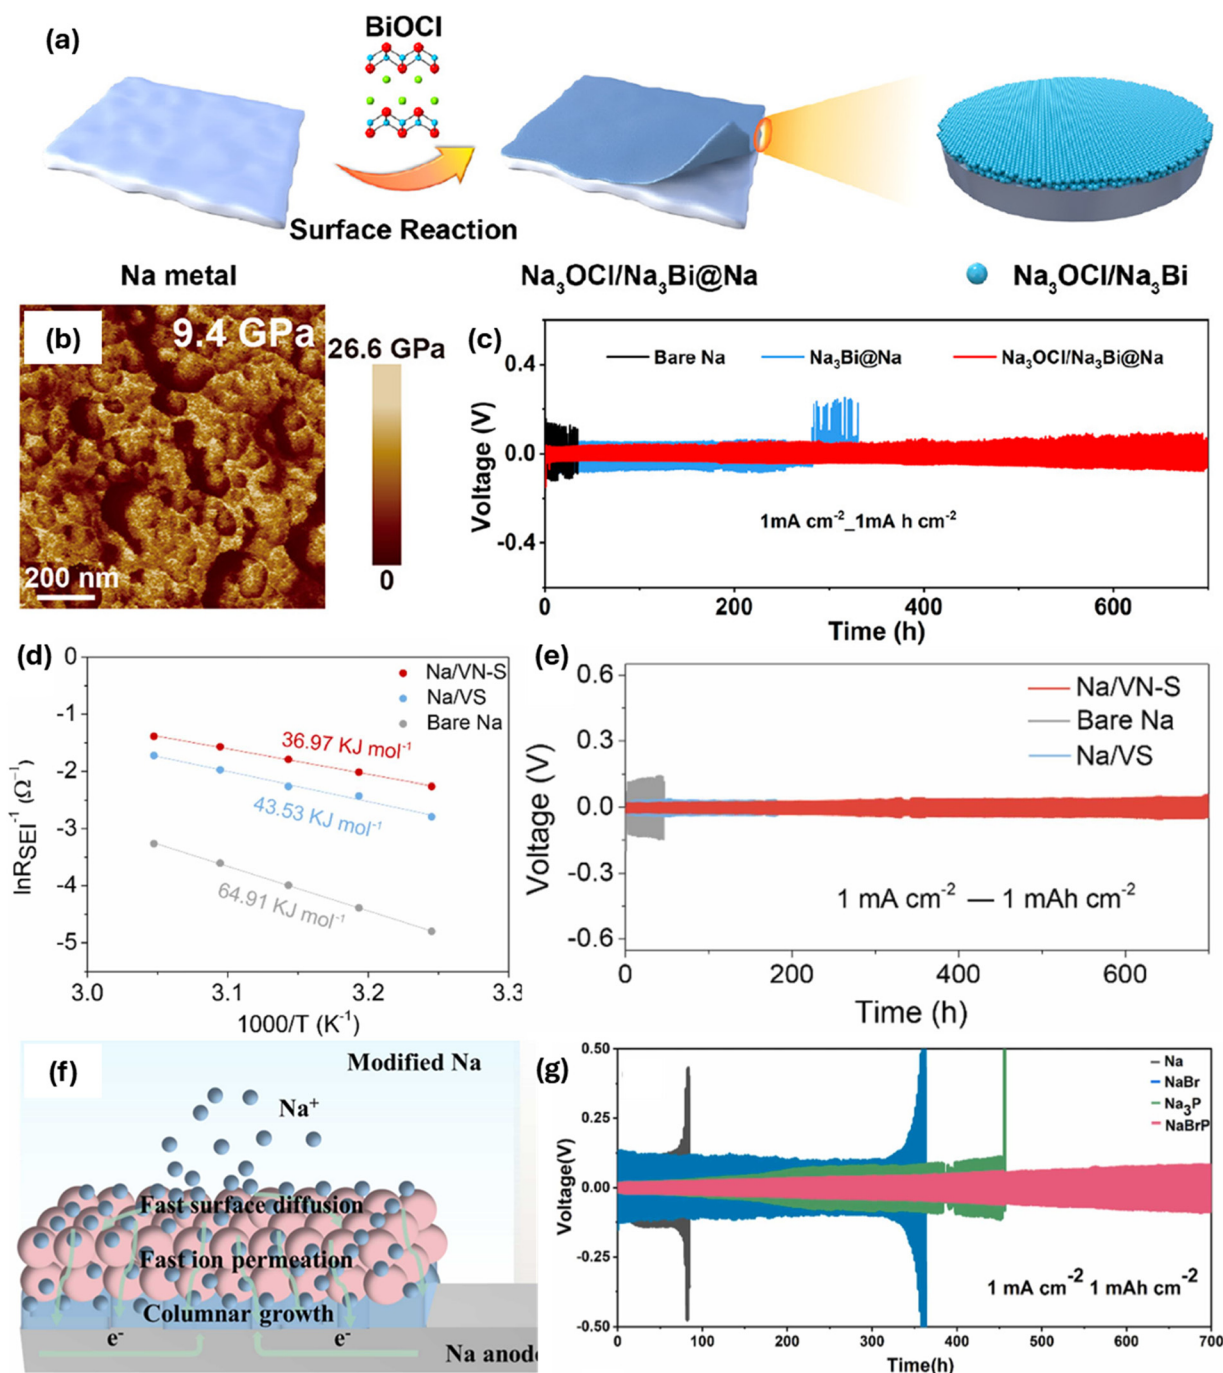 (a)
BiOCl
Surface Reaction
Na metal
Na₃OCl/Na₃Bi@Na
Na₃OCl/Na₃Bi
(b)
9.4 GPa
26.6 GPa
0
200 nm
(c)
Bare Na
Na₃Bi@Na
Na₃OCl/Na₃Bi@Na
0.4
0.0
-0.4
Voltage (V)
1mA cm⁻²_1mA h cm⁻²
0
200
400
600
Time (h)
(d)
0
-1
-2
-3
-4
-5
lnR_SEI⁻¹ (Ω⁻¹)
Na/VN-S
Na/VS
Bare Na
36.97 KJ mol⁻¹
43.53 KJ mol⁻¹
64.91 KJ mol⁻¹
3.0
3.1
3.2
3.3
1000/T (K⁻¹)
(e)
0.6
0.3
0.0
-0.3
-0.6
Voltage (V)
Na/VN-S
Bare Na
Na/VS
1 mA cm⁻² — 1 mAh cm⁻²
0
200
400
600
Time (h)
(f)
Modified Na
Na⁺
Fast surface diffusion
Fast ion permeation
Columnar growth
e⁻
e⁻
Na anode
(g)
0.50
0.25
0.00
-0.25
-0.50
Voltage(V)
Na
NaBr
Na₃P
NaBrP
1 mA cm⁻² 1 mAh cm⁻²
0
100
200
300
400
500
600
700
Time(h)